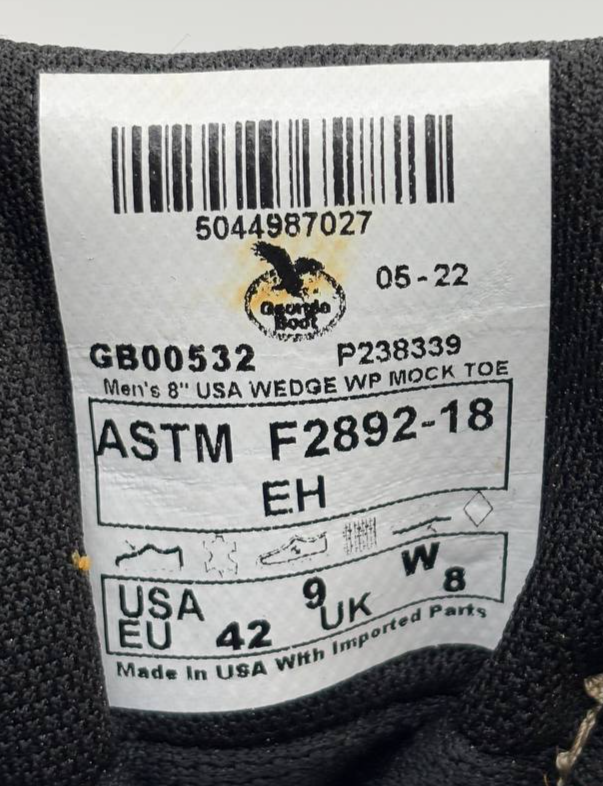 5044987027
05-22
Georgia
Boot
GB00532 P238339
Men's 8" USA WEDGE WP MOCK TOE
ASTM F2892-18
EH
USA 9 W
EU 42 UK 8
Made In USA With Imported Parts